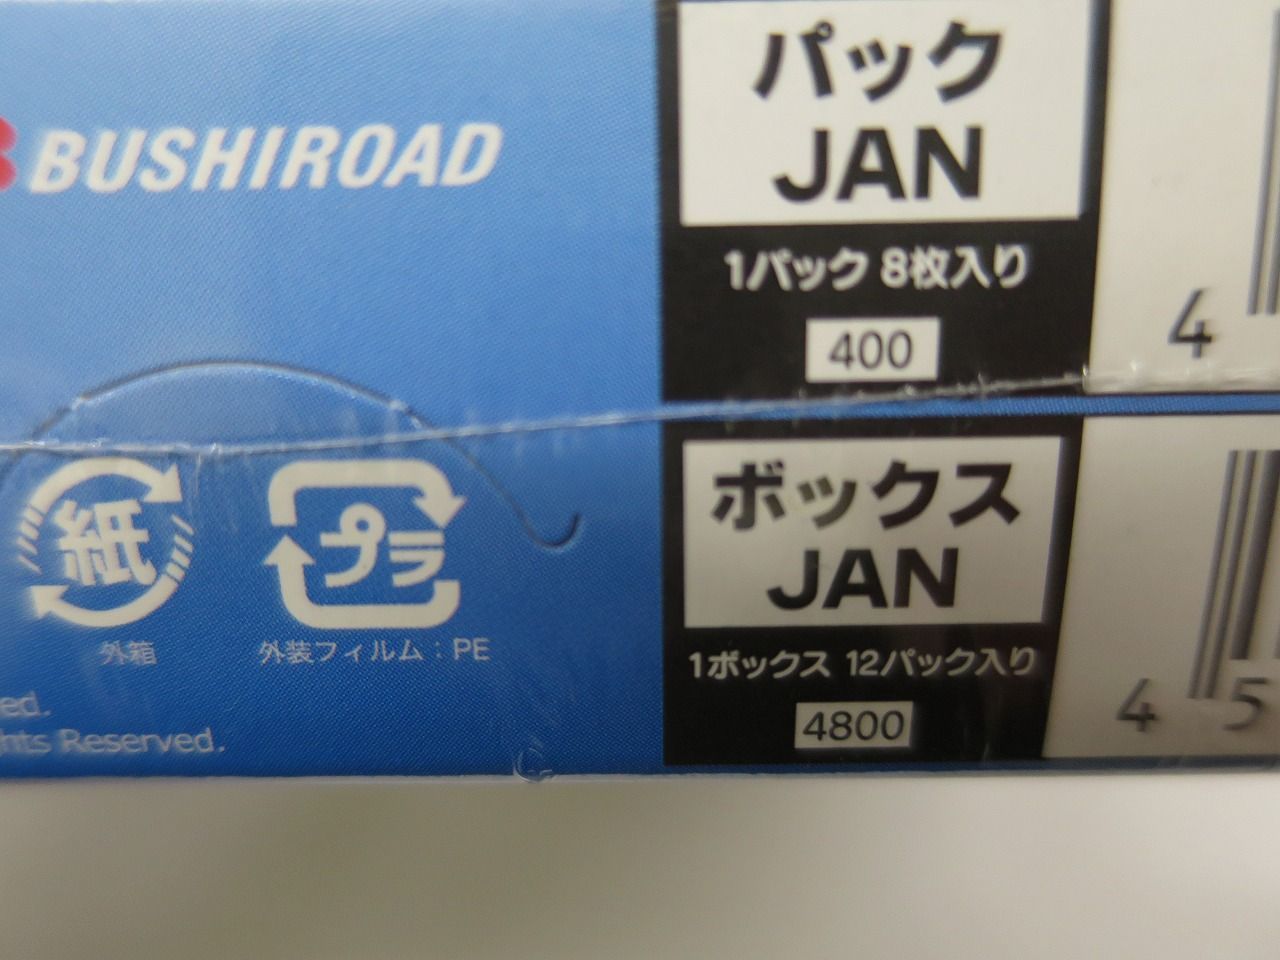 BUSHIROAD
パック
JAN
1パック 8枚入り
400
4
紙
プラ
外箱
外装フィルム：PE
ed.
ghts Reserved.
ボックス
JAN
1ボックス 12パック入り
4800
4 5